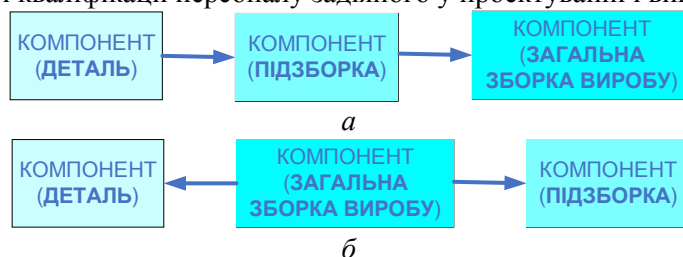 і кваліфікації персоналу задіяного у проектуванні і
КОМПОНЕНТ
(ДЕТАЛЬ)
КОМПОНЕНТ
(ПІДЗБОРКА)
КОМПОНЕНТ
(ЗАГАЛЬНА
ЗБОРКА ВИРОБУ)
а
КОМПОНЕНТ
(ДЕТАЛЬ)
КОМПОНЕНТ
(ЗАГАЛЬНА
ЗБОРКА ВИРОБУ)
КОМПОНЕНТ
(ПІДЗБОРКА)
б